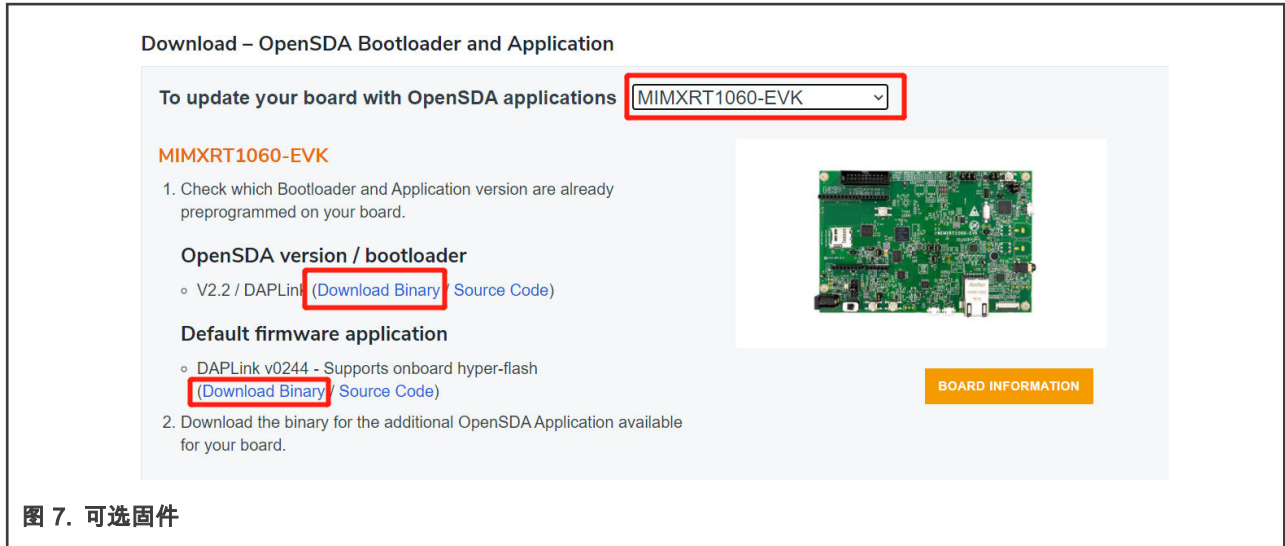 Download – OpenSDA Bootloader and Application
To update your board with OpenSDA applications MIMXRT1060-EVK
MIMXRT1060-EVK
1. Check which Bootloader and Application version are already
preprogrammed on your board.
OpenSDA version / bootloader
◦ V2.2 / DAPLink (Download Binary / Source Code)
Default firmware application
◦ DAPLink v0244 - Supports onboard hyper-flash
(Download Binary / Source Code)
BOARD INFORMATION
2. Download the binary for the additional OpenSDA Application available
for your board.
图 7. 可选固件